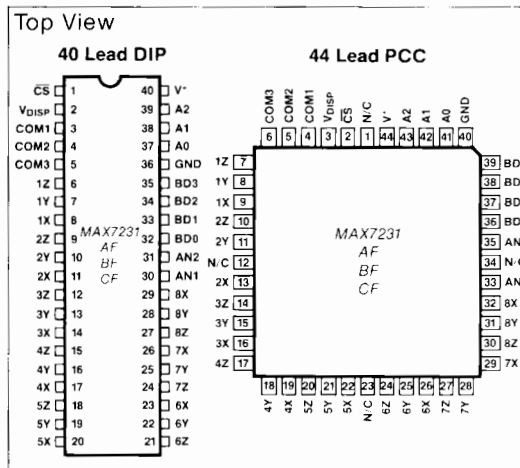 Top View
40 Lead DIP
CS 1 40 V+
VDISP 2 39 A2
COM1 3 38 A1
COM2 4 37 A0
COM3 5 36 GND
1Z 6 35 BD3
1Y 7 34 BD2
1X 8 33 BD1
2Z 9 32 BD0
2Y 10 31 AN2
2X 11 30 AN1
3Z 12 29 8X
3Y 13 28 8Y
3X 14 27 8Z
4Z 15 26 7X
4Y 16 25 7Y
4X 17 24 7Z
5Z 18 23 6X
5Y 19 22 6Y
5X 20 21 6Z
MAX7231
AF
BF
CF
44 Lead PCC
COM3 COM2 COM1 VDISP CS N/C V+ A2 A1 A0 GND
6 5 4 3 2 1 44 43 42 41 40
1Z 7 39 BD
1Y 8 38 BD
1X 9 37 BD
2Z 10 36 BD
2Y 11 35 AN
N/C 12 34 N/
2X 13 33 AN
3Z 14 32 8X
3Y 15 31 8Y
3X 16 30 8Z
4Z 17 29 7X
MAX7231
AF
BF
CF
18 19 20 21 22 23 24 25 26 27 28
4Y 4X 5Z 5Y 5X N/C 6Z 6Y 6X 7Z 7Y